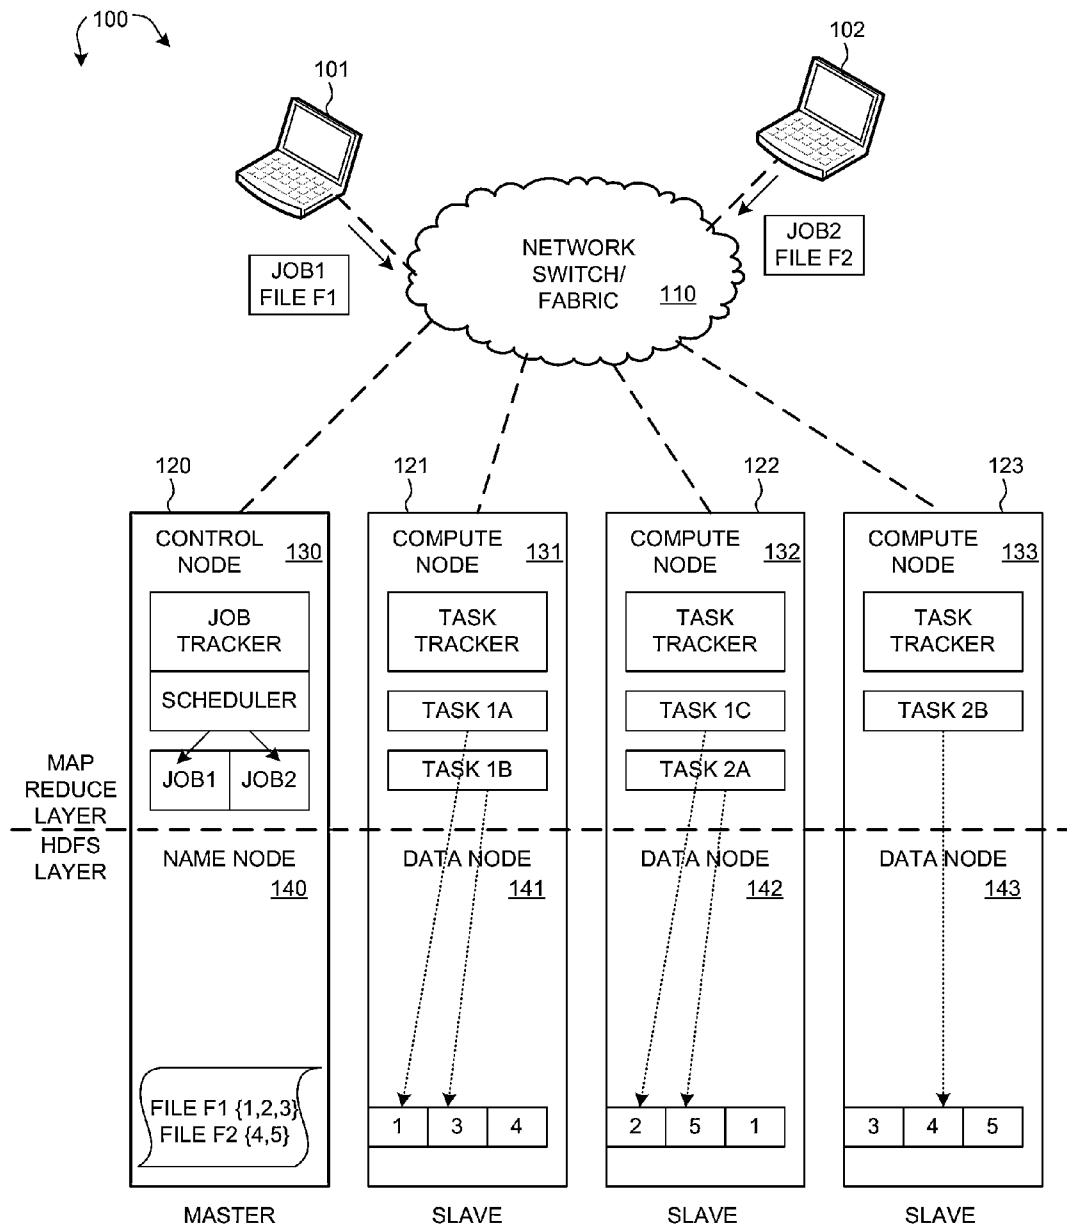 100
101
102
JOB1
FILE F1
JOB2
FILE F2
NETWORK
SWITCH/
FABRIC
110
120
121
122
123
CONTROL
NODE
130
JOB
TRACKER
SCHEDULER
JOB1
JOB2
COMPUTE
NODE
131
TASK
TRACKER
TASK 1A
TASK 1B
COMPUTE
NODE
132
TASK
TRACKER
TASK 1C
TASK 2A
COMPUTE
NODE
133
TASK
TRACKER
TASK 2B
MAP
REDUCE
LAYER
HDFS
LAYER
NAME NODE
140
FILE F1 {1,2,3}
FILE F2 {4,5}
DATA NODE
141
1 3 4
DATA NODE
142
2 5 1
DATA NODE
143
3 4 5
MASTER
SLAVE
SLAVE
SLAVE